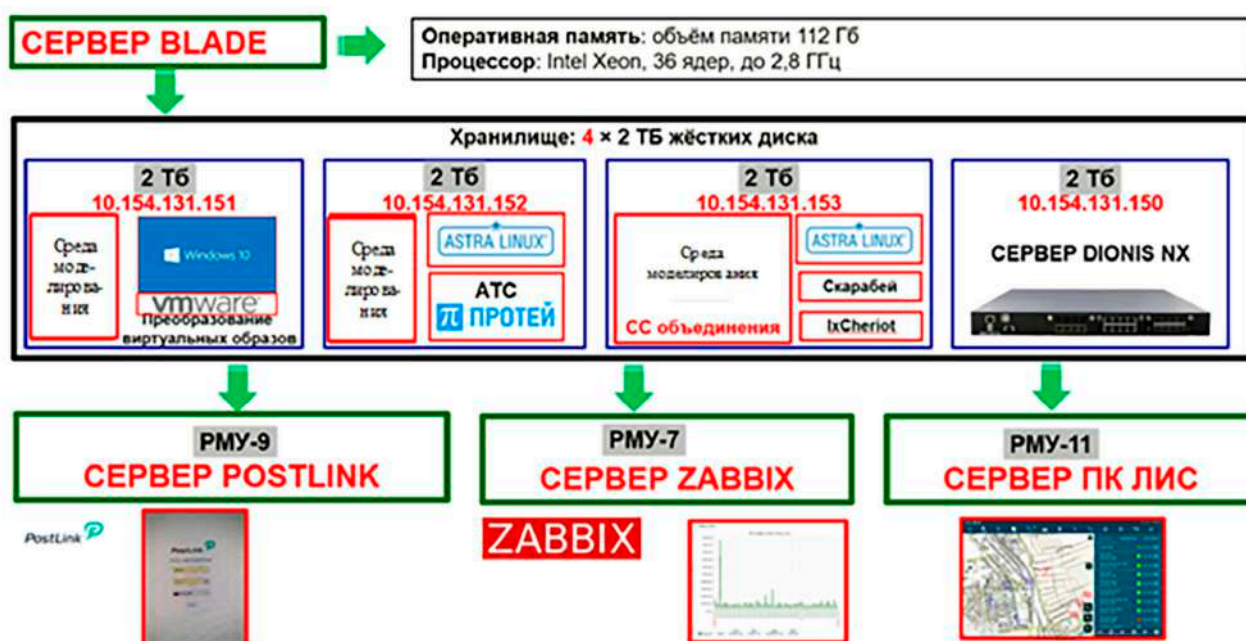 СЕРВЕР BLADE
Оперативная память: объём памяти 112 Гб
Процессор: Intel Xeon, 36 ядер, до 2,8 ГГц
Хранилище: 4 × 2 ТБ жёстких диска
2 Тб
10.154.131.151
Среда
моде-
лирова-
ния
Windows 10
vmware
Преобразование
виртуальных образов
2 Тб
10.154.131.152
Среда
моде-
лирова-
ния
ASTRA LINUX
АТС
ПРОТЕЙ
2 Тб
10.154.131.153
Среда
моделирования
СС объединения
ASTRA LINUX
Скарабей
IxCheriot
2 Тб
10.154.131.150
СЕРВЕР DIONIS NX
РМУ-9
СЕРВЕР POSTLINK
РМУ-7
СЕРВЕР ZABBIX
РМУ-11
СЕРВЕР ПК ЛИС
PostLink
PostLink
ZABBIX